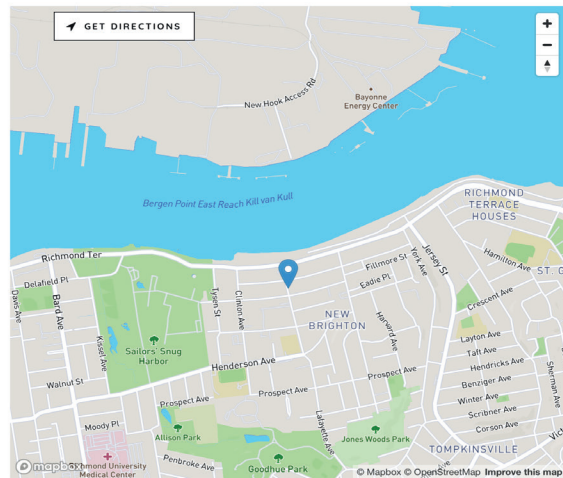 GET DIRECTIONS
New Hook Access Rd
Bayonne
Energy Center
Bergen Point East Reach Kill van Kull
RICHMOND
TERRACE
HOUSES
Richmond Ter
Jersey St
York Ave
Hamilton Ave
ST. G
Fillmore St
Eadie Pl
Delafield Pl
Davis Ave
Bard Ave
Tysen St
Clinton Ave
Crescent Ave
NEW
BRIGHTON
Harvard Ave
Kissel Ave
Sailors' Snug
Harbor
Layton Ave
Taft Ave
Hendricks Ave
Sherman Ave
Henderson Ave
Benziger Ave
Walnut St
Prospect Ave
Prospect Ave
Prospect Ave
Winter Ave
Scribner Ave
Corson Ave
Lafayette Ave
Moody Pl
Allison Park
Jones Woods Park
Vic
TOMPKINSVILLE
Penbroke Ave
Goodhue Park
mapbox
Richmond University
Medical Center
© Mapbox © OpenStreetMap Improve this map